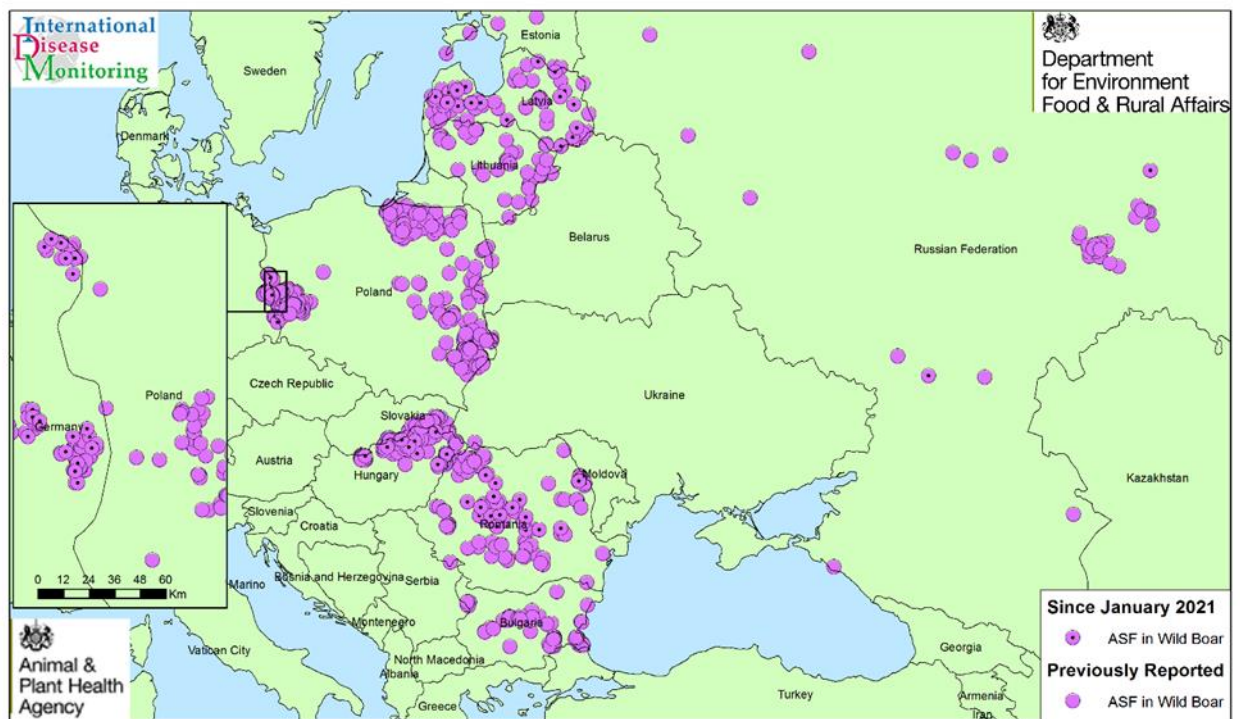 International
Disease
Monitoring
Department
for Environment
Food & Rural Affairs
Estonia
Sweden
Latvia
Denmark
Lithuania
Belarus
Russian Federation
Poland
Ukraine
Czech Republic
Slovakia
Austria
Hungary
Moldova
Kazakhstan
Slovenia
Croatia
Romania
Bosnia and Herzegovina
Serbia
Marino
Montenegro
Bulgaria
Vatican City
North Macedonia
Albania
Georgia
Greece
Turkey
Armenia
Iran
Poland
Germany
0 12 24 36 48 60
Km
Animal &
Plant Health
Agency
Since January 2021
ASF in Wild Boar
Previously Reported
ASF in Wild Boar